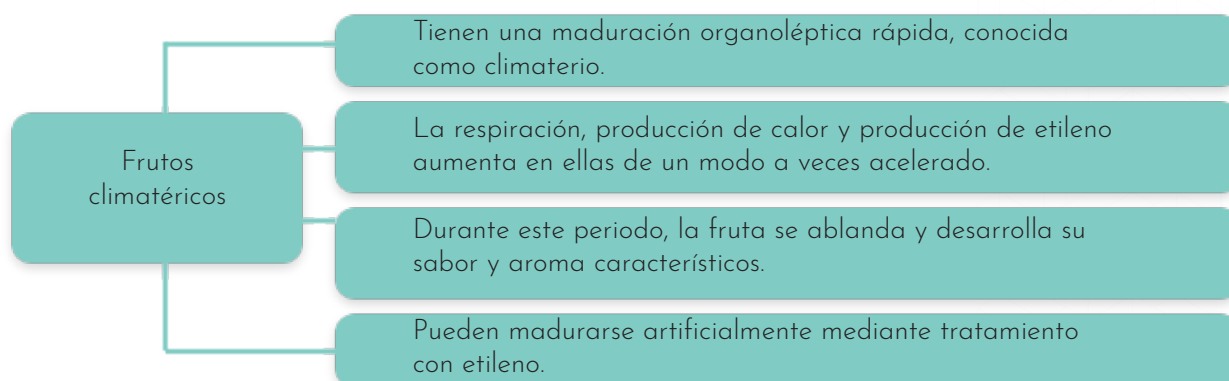 Tienen una maduración organoléptica rápida, conocida
como climaterio.
Frutos
climatéricos
La respiración, producción de calor y producción de etileno
aumenta en ellas de un modo a veces acelerado.
Durante este periodo, la fruta se ablanda y desarrolla su
sabor y aroma característicos.
Pueden madurarse artificialmente mediante tratamiento
con etileno.